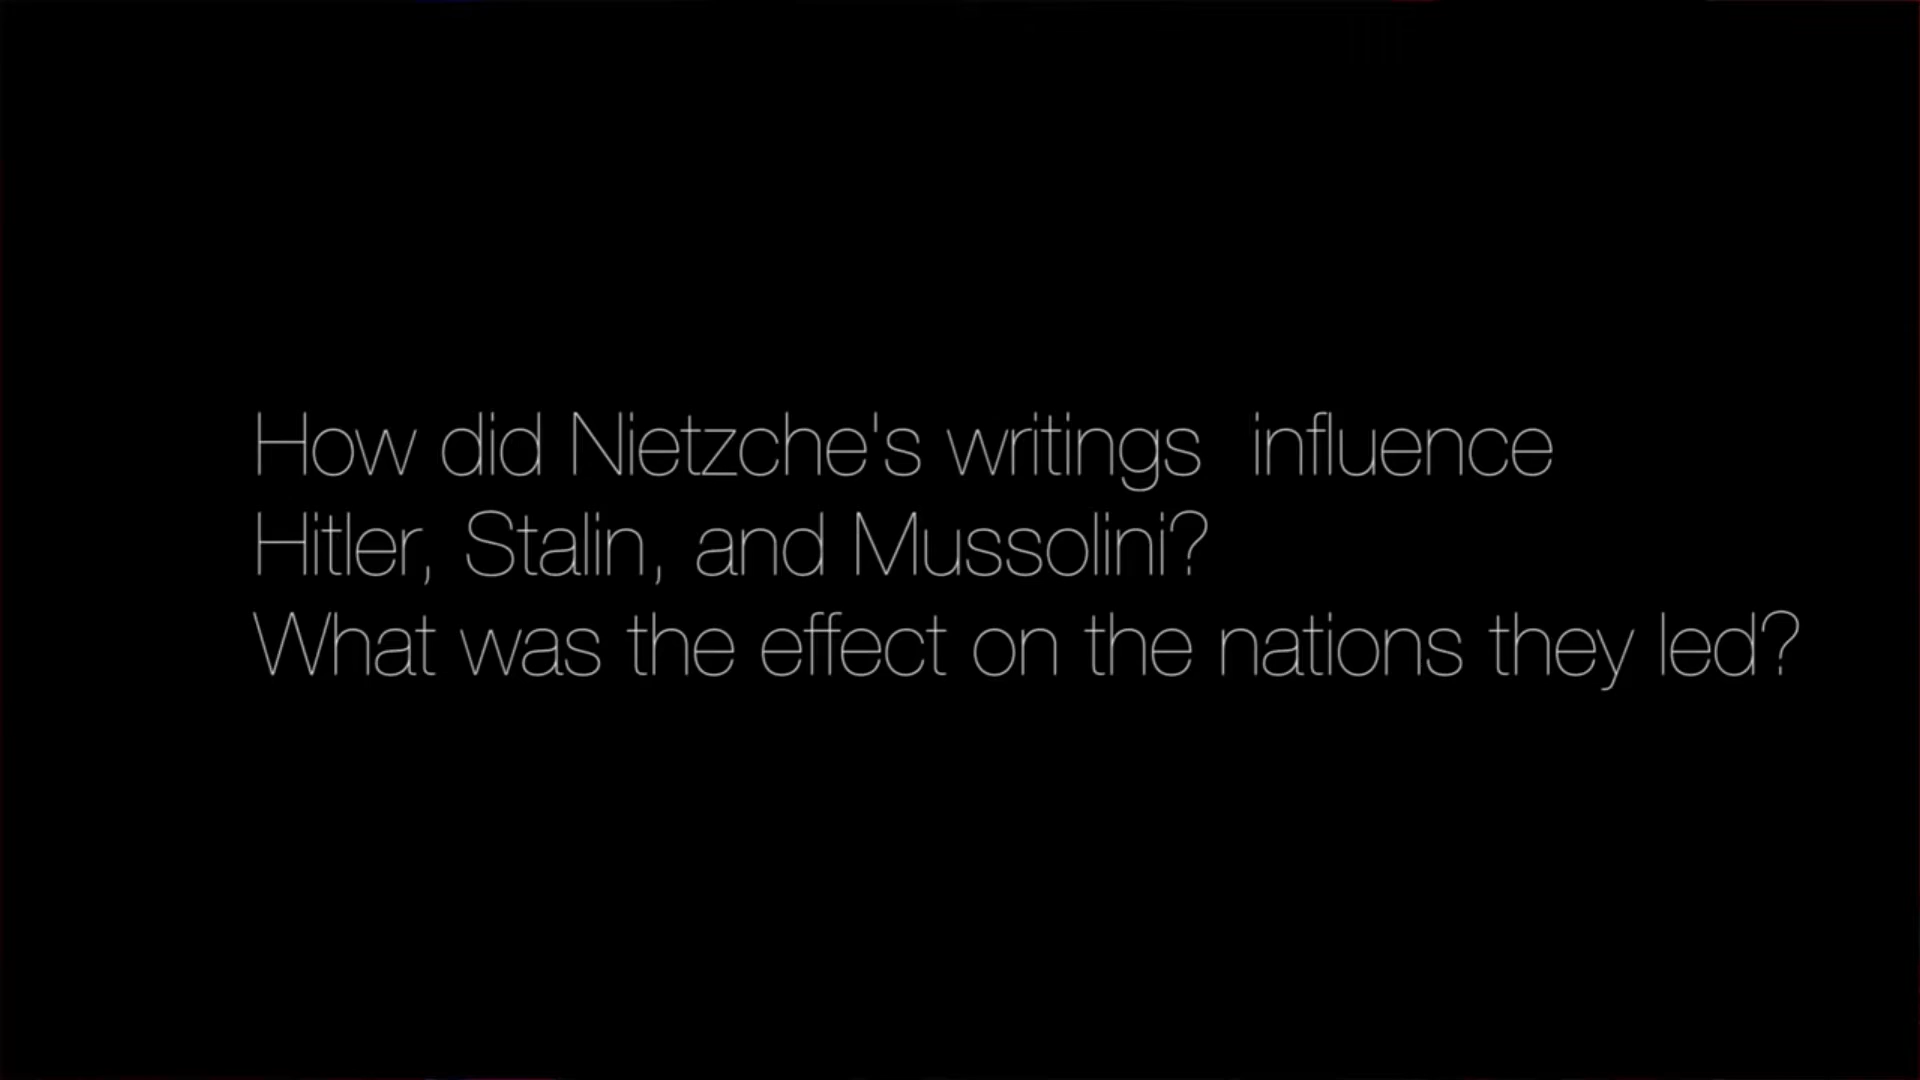 How did Nietzche's writings  influence
Hitler, Stalin, and Mussolini?
What was the effect on the nations they led?